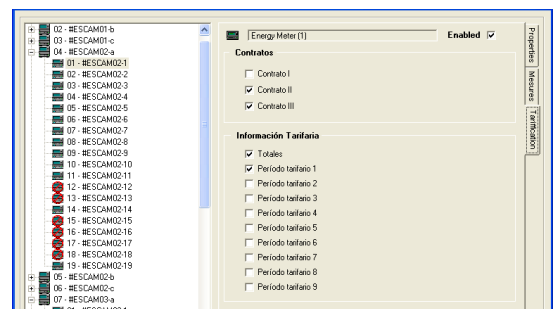 02 - #ESCAM01-b
03 - #ESCAM01-c
04 - #ESCAM02-a
01 - #ESCAM02-1
02 - #ESCAM02-2
03 - #ESCAM02-3
04 - #ESCAM02-4
05 - #ESCAM02-5
06 - #ESCAM02-6
07 - #ESCAM02-7
08 - #ESCAM02-8
09 - #ESCAM02-9
10 - #ESCAM02-10
11 - #ESCAM02-11
12 - #ESCAM02-12
13 - #ESCAM02-13
14 - #ESCAM02-14
15 - #ESCAM02-15
16 - #ESCAM02-16
17 - #ESCAM02-17
18 - #ESCAM02-18
19 - #ESCAM02-19
05 - #ESCAM02-b
06 - #ESCAM02-c
07 - #ESCAM03-a
Energy Meter (1)
Enabled
Contratos
Contrato I
Contrato II
Contrato III
Información Tarifaria
Totales
Período tarifario 1
Período tarifario 2
Período tarifario 3
Período tarifario 4
Período tarifario 5
Período tarifario 6
Período tarifario 7
Período tarifario 8
Período tarifario 9
Properties
Mesures
Tariffication